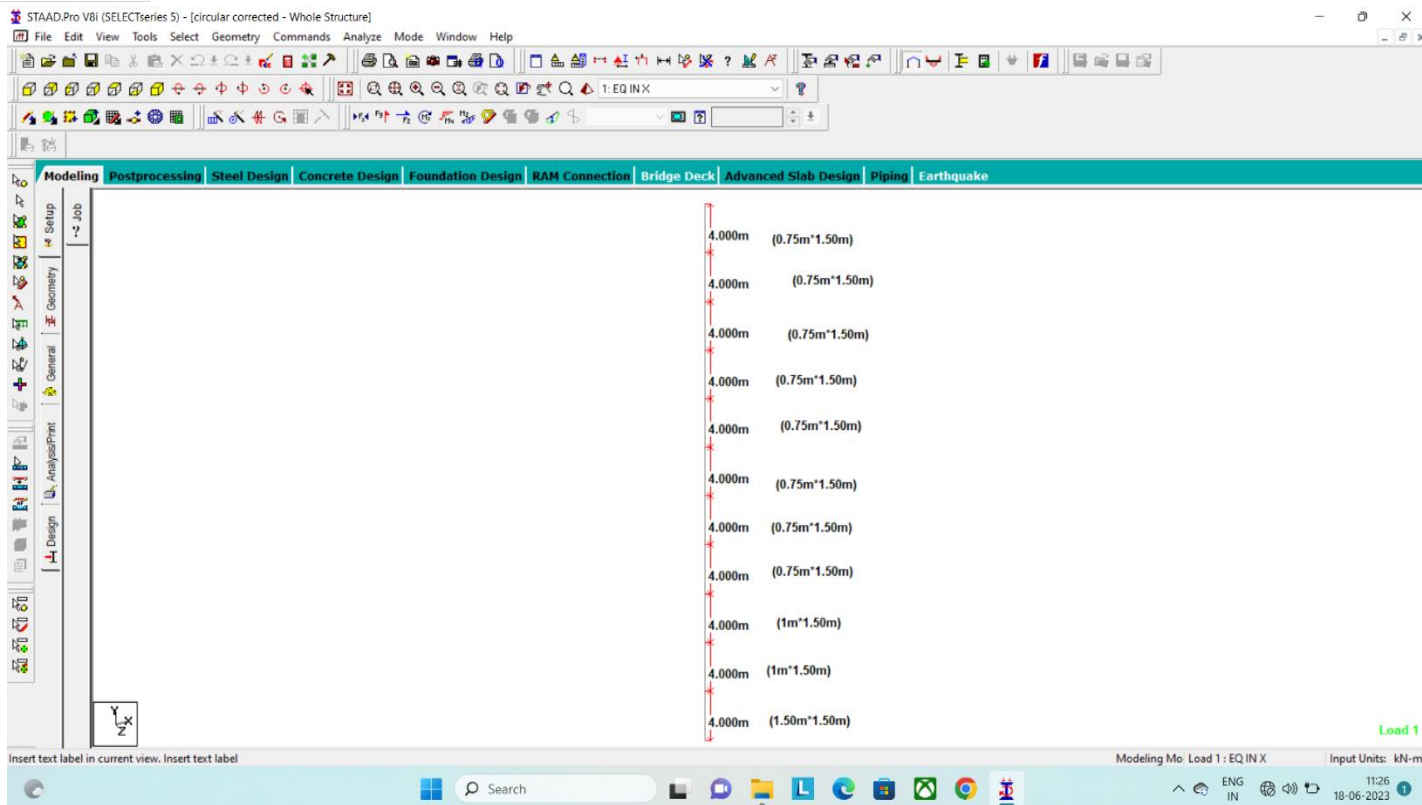 STAAD.Pro V8i (SELECTseries 5) - [circular corrected - Whole Structure]
File Edit View Tools Select Geometry Commands Analyze Mode Window Help
1: EQ IN X
Modeling Postprocessing Steel Design Concrete Design Foundation Design RAM Connection Bridge Deck Advanced Slab Design Piping Earthquake
Setup
Geometry
General
Analysis/Print
Design
Job
4.000m (0.75m*1.50m)
4.000m (0.75m*1.50m)
4.000m (0.75m*1.50m)
4.000m (0.75m*1.50m)
4.000m (0.75m*1.50m)
4.000m (0.75m*1.50m)
4.000m (0.75m*1.50m)
4.000m (0.75m*1.50m)
4.000m (1m*1.50m)
4.000m (1m*1.50m)
4.000m (1.50m*1.50m)
Y
X
Z
Load 1
Insert text label in current view. Insert text label
Modeling Mo Load 1 : EQ IN X Input Units: kN-m
Search
ENG
IN
11:26
18-06-2023
1